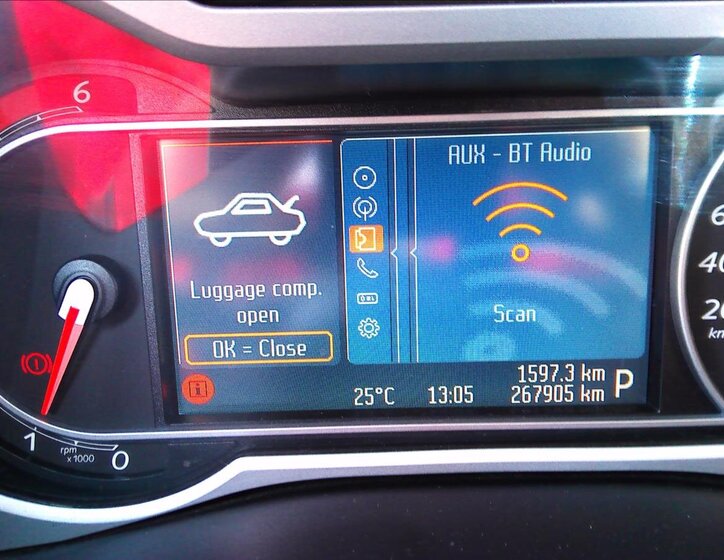 6
AUX - BT Audio
Luggage comp.
open
OK = Close
Scan
1597.3 km
25°C 13:05 267905 km P
1
0
rpm
x1000